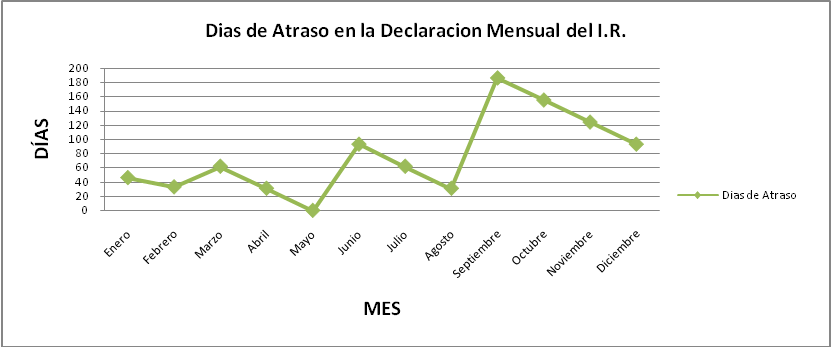 Dias de Atraso en la Declaracion Mensual del I.R.
DÍAS
200
180
160
140
120
100
80
60
40
20
0
Enero
Febrero
Marzo
Abril
Mayo
Junio
Julio
Agosto
Septiembre
Octubre
Noviembre
Diciembre
MES
Dias de Atraso